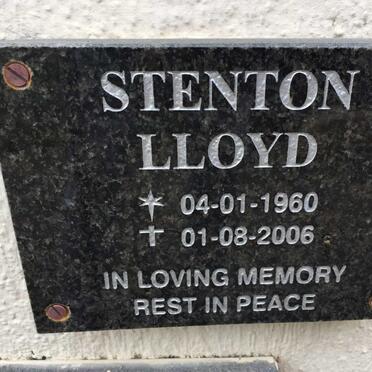 STENTON
LLOYD
* 04-01-1960
✝ 01-08-2006
IN LOVING MEMORY
REST IN PEACE